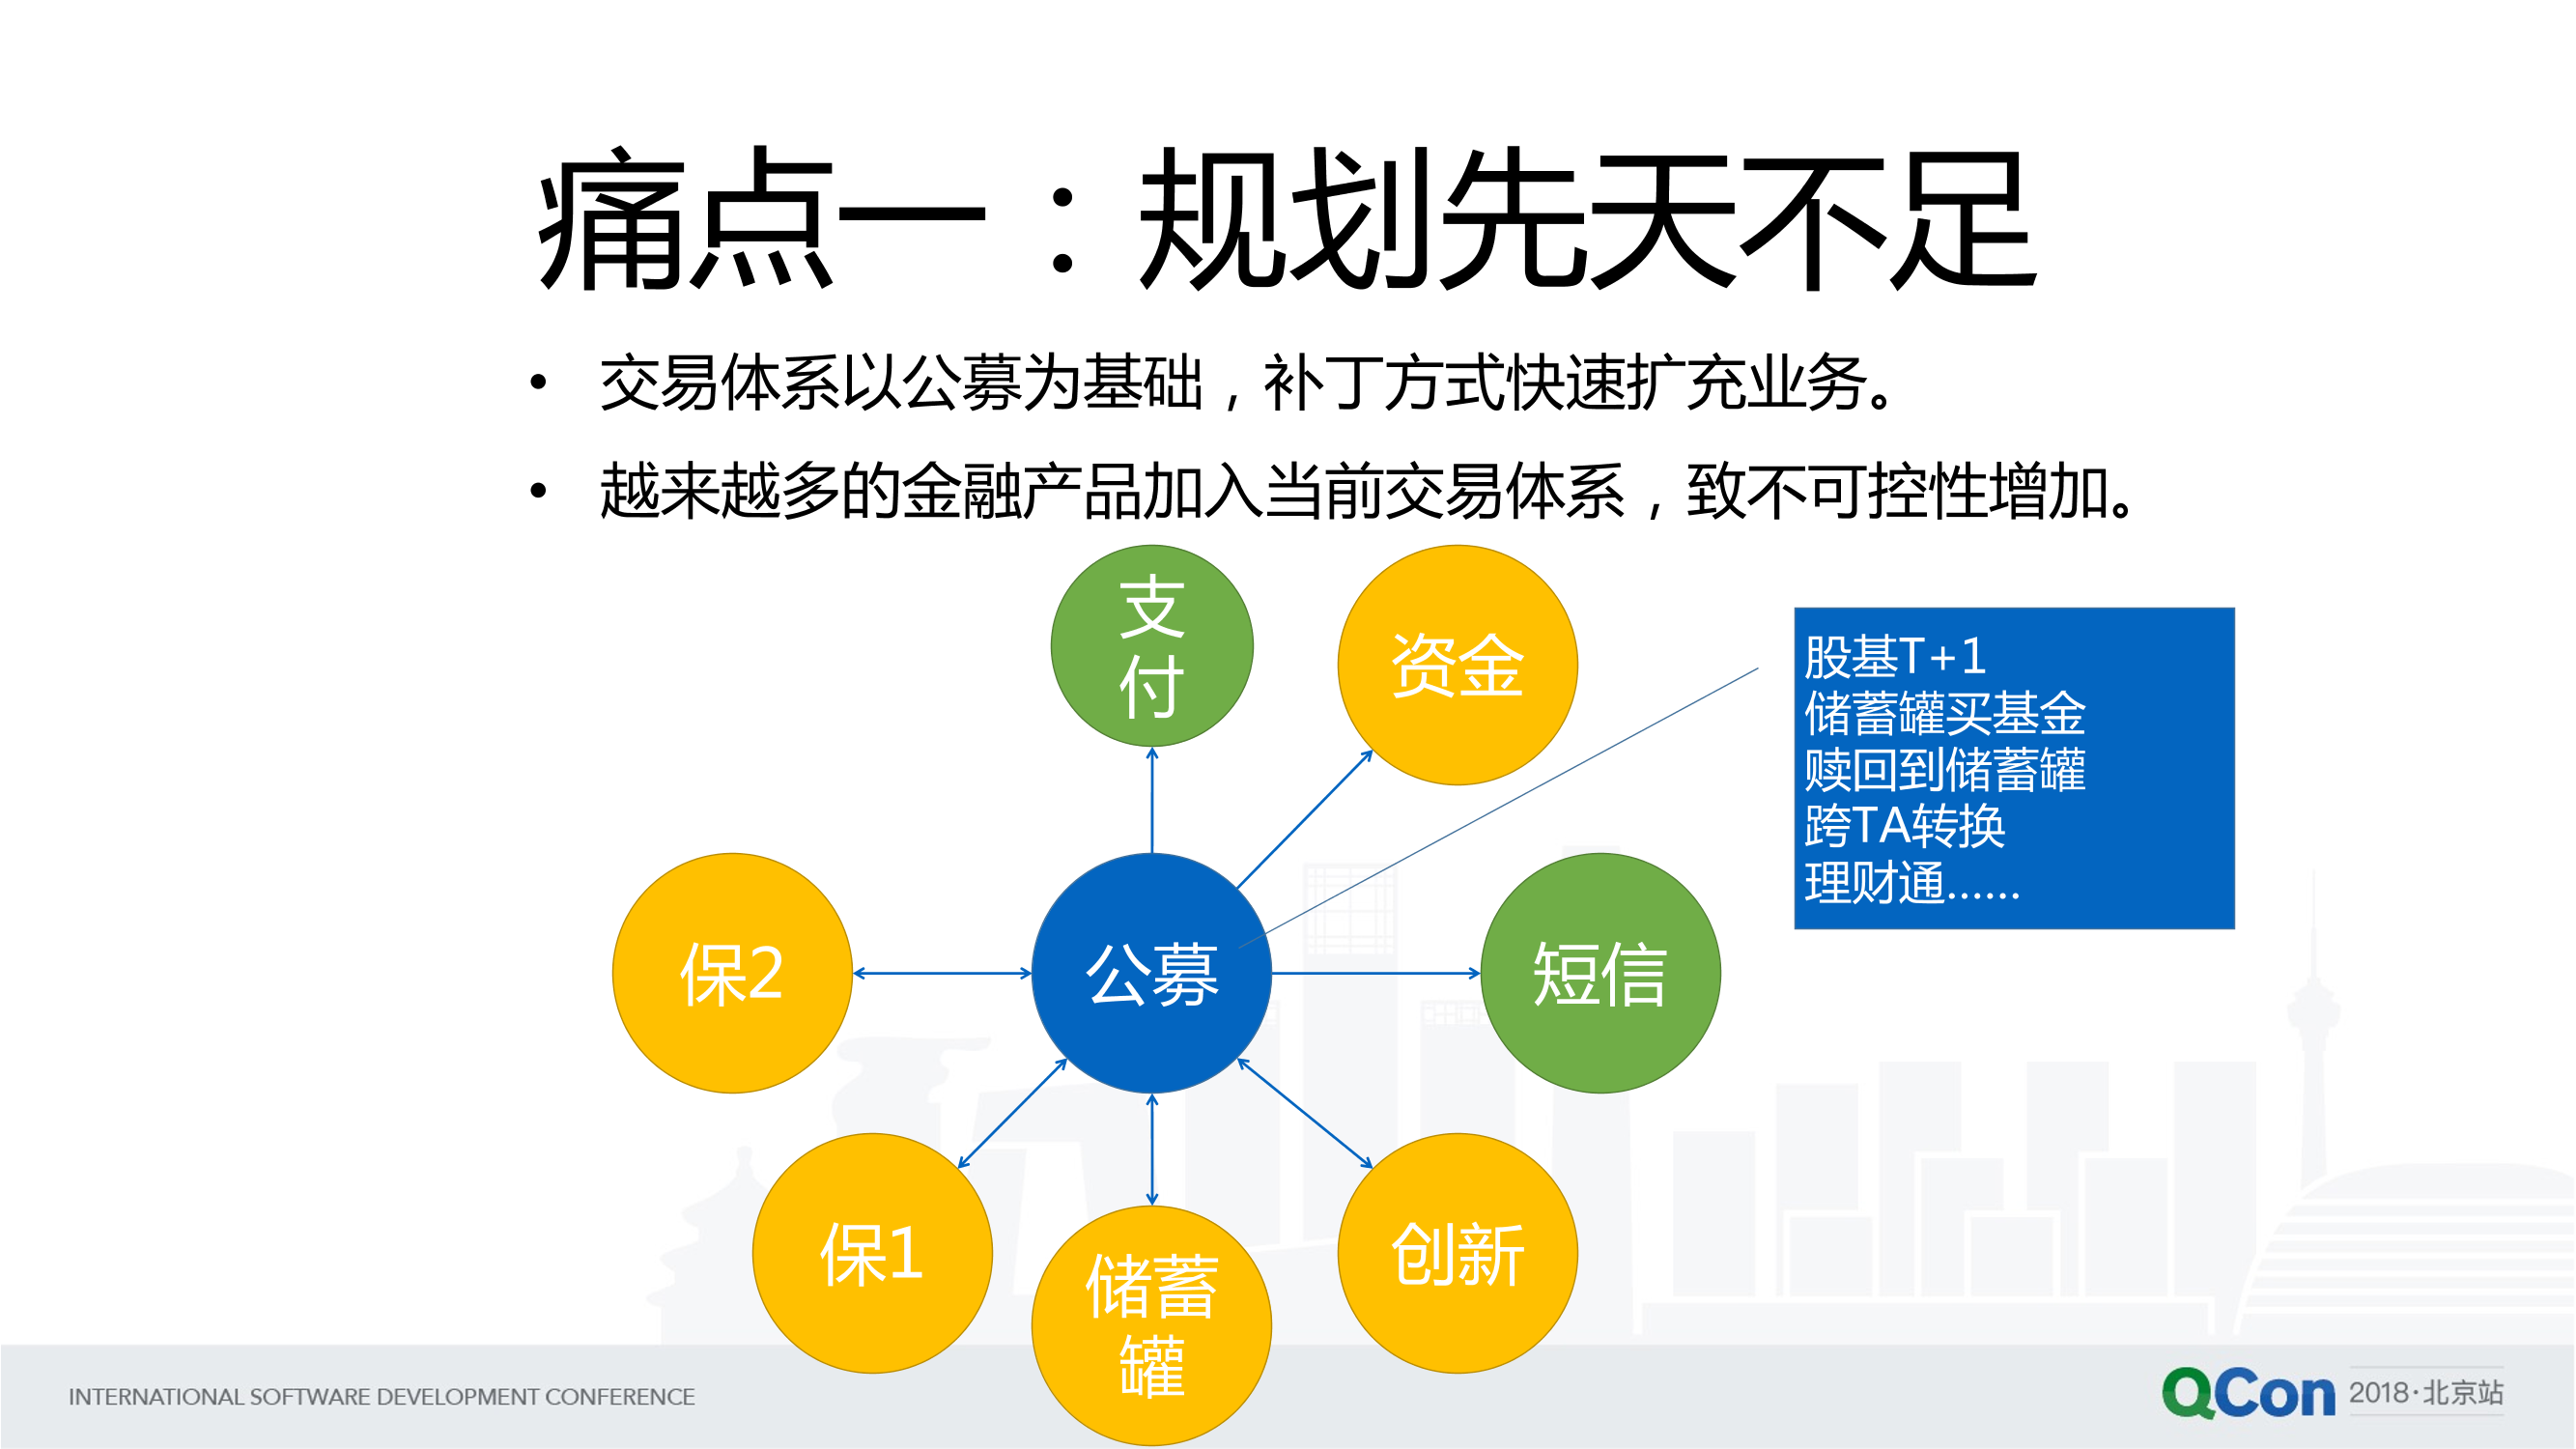 痛点一：规划先天不足
• 交易体系以公募为基础，补丁方式快速扩充业务。
• 越来越多的金融产品加入当前交易体系，致不可控性增加。
支
付
资金
股基T+1
储蓄罐买基金
赎回到储蓄罐
跨TA转换
理财通……
保2
公募
短信
保1
储蓄
罐
创新
INTERNATIONAL SOFTWARE DEVELOPMENT CONFERENCE
QCon 2018·北京站